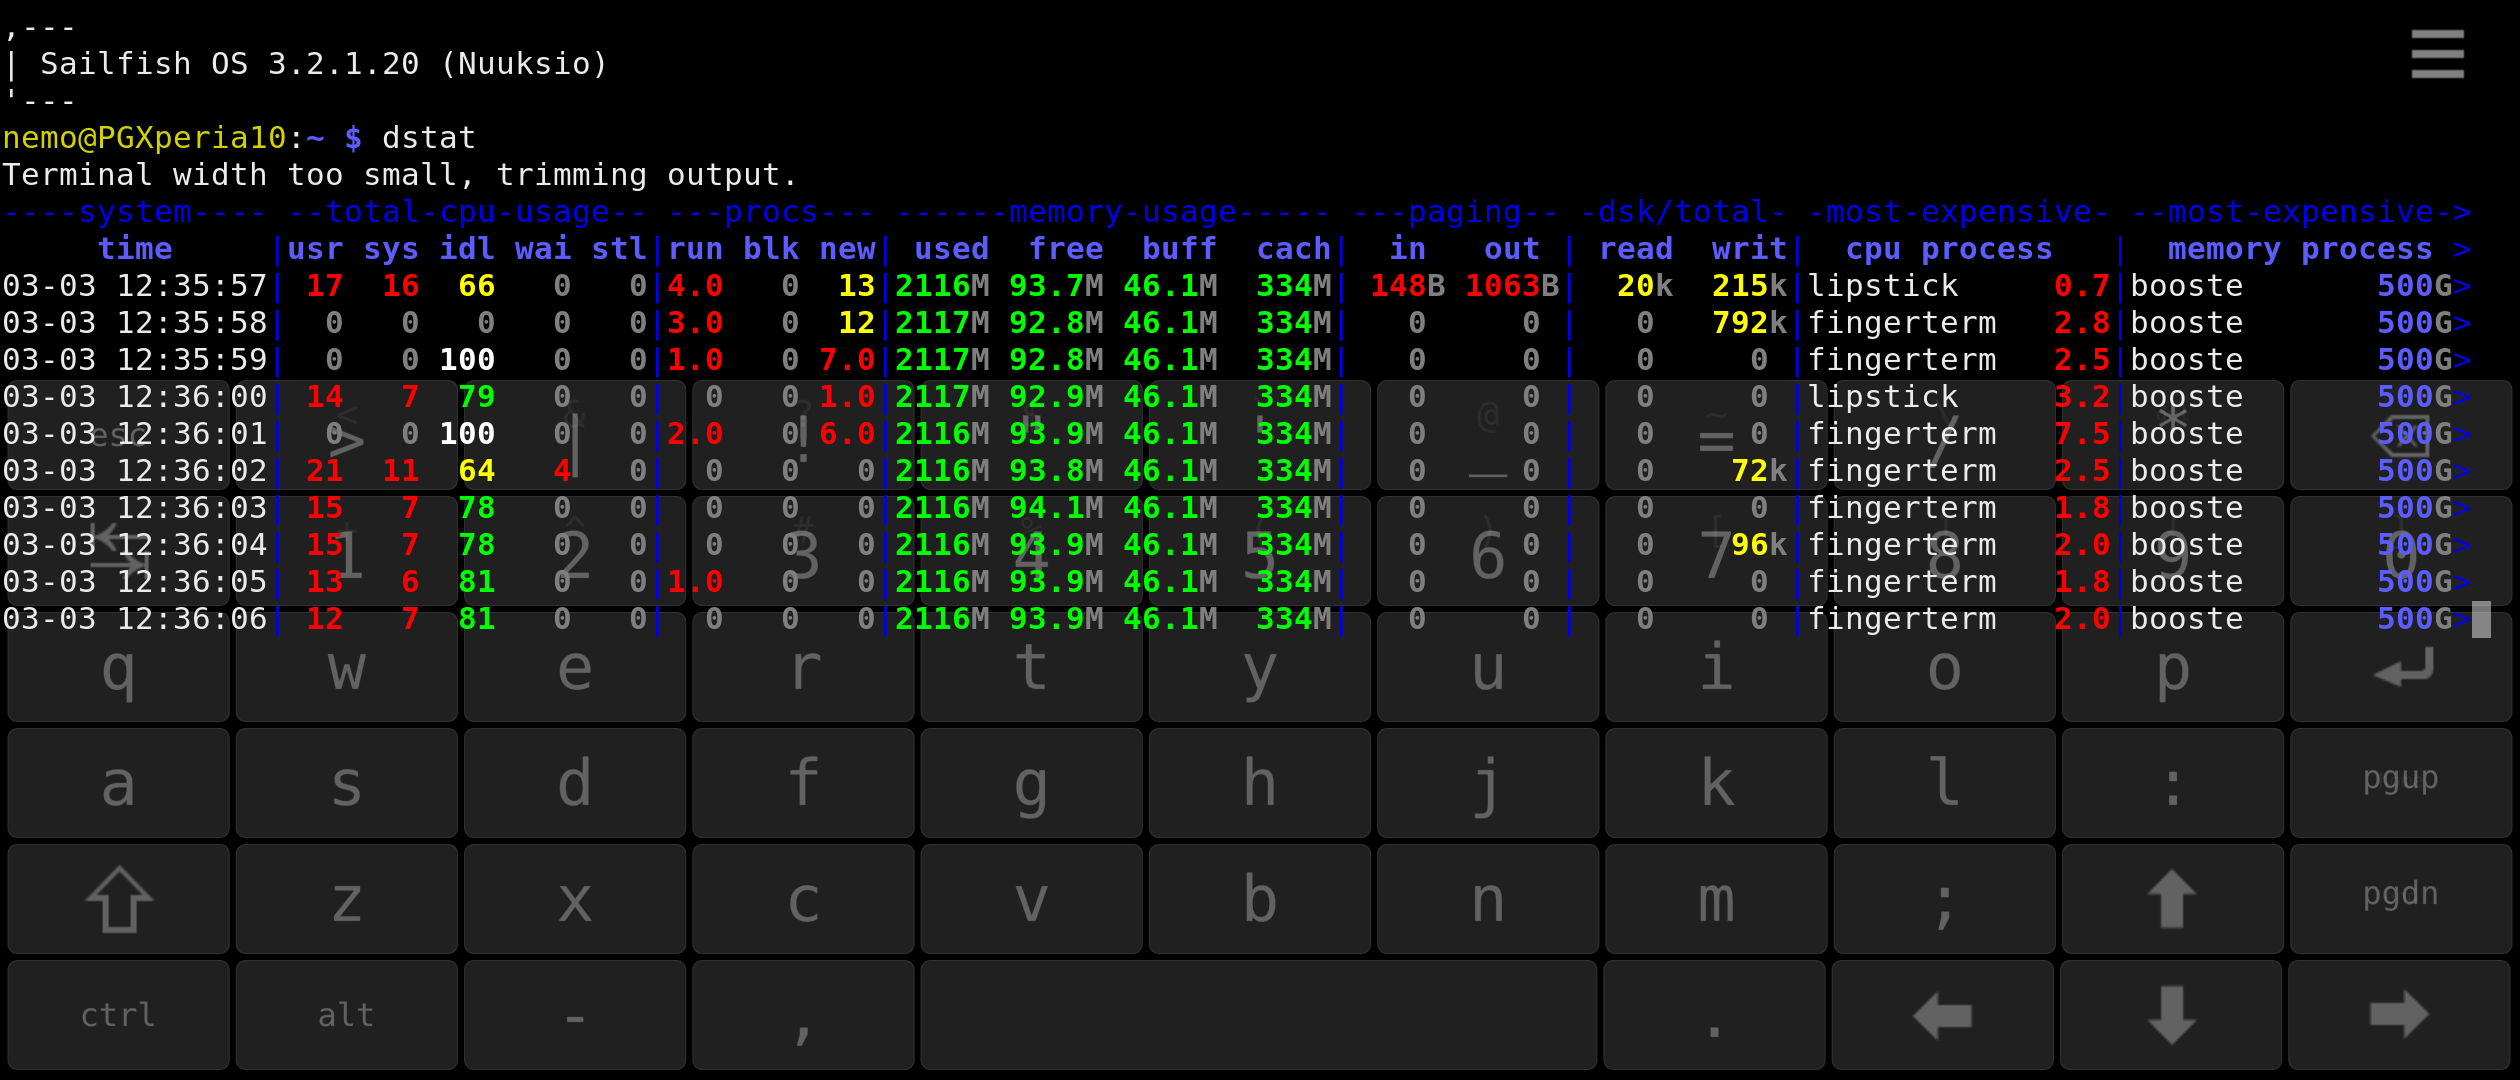 ,---
| Sailfish OS 3.2.1.20 (Nuuksio)
'---
nemo@PGXperia10:~ $ dstat
Terminal width too small, trimming output.
----system---- --total-cpu-usage-- ---procs--- ------memory-usage----- ---paging-- -dsk/total- -most-expensive- --most-expensive->
     time     |usr sys idl wai stl|run blk new| used  free  buff  cach|  in   out | read  writ|  cpu process   |  memory process >
03-03 12:35:57| 17  16  66   0   0|4.0   0  13|2116M 93.7M 46.1M  334M| 148B 1063B|  20k  215k|lipstick     0.7|booste       500G>
03-03 12:35:58|  0   0   0   0   0|3.0   0  12|2117M 92.8M 46.1M  334M|   0     0 |   0   792k|fingerterm   2.8|booste       500G>
03-03 12:35:59|  0   0 100   0   0|1.0   0 7.0|2117M 92.8M 46.1M  334M|   0     0 |   0     0 |fingerterm   2.5|booste       500G>
03-03 12:36:00| 14   7  79   0   0|  0   0 1.0|2117M 92.9M 46.1M  334M|   0     0 |   0     0 |lipstick     3.2|booste       500G>
03-03 12:36:01|  0   0 100   0   0|2.0   0 6.0|2116M 93.9M 46.1M  334M|   0     0 |   0     0 |fingerterm   7.5|booste       500G>
03-03 12:36:02| 21  11  64   4   0|  0   0   0|2116M 93.8M 46.1M  334M|   0     0 |   0    72k|fingerterm   2.5|booste       500G>
03-03 12:36:03| 15   7  78   0   0|  0   0   0|2116M 94.1M 46.1M  334M|   0     0 |   0     0 |fingerterm   1.8|booste       500G>
03-03 12:36:04| 15   7  78   0   0|  0   0   0|2116M 93.9M 46.1M  334M|   0     0 |   0    96k|fingerterm   2.0|booste       500G>
03-03 12:36:05| 13   6  81   0   0|1.0   0   0|2116M 93.9M 46.1M  334M|   0     0 |   0     0 |fingerterm   1.8|booste       500G>
03-03 12:36:06| 12   7  81   0   0|  0   0   0|2116M 93.9M 46.1M  334M|   0     0 |   0     0 |fingerterm   2.0|booste       500G>
esc > | ! " ' _ = / *
1 2 3 4 5 6 7 8 9 0
q w e r t y u i o p
a s d f g h j k l : pgup
z x c v b n m ; pgdn
ctrl alt - , .